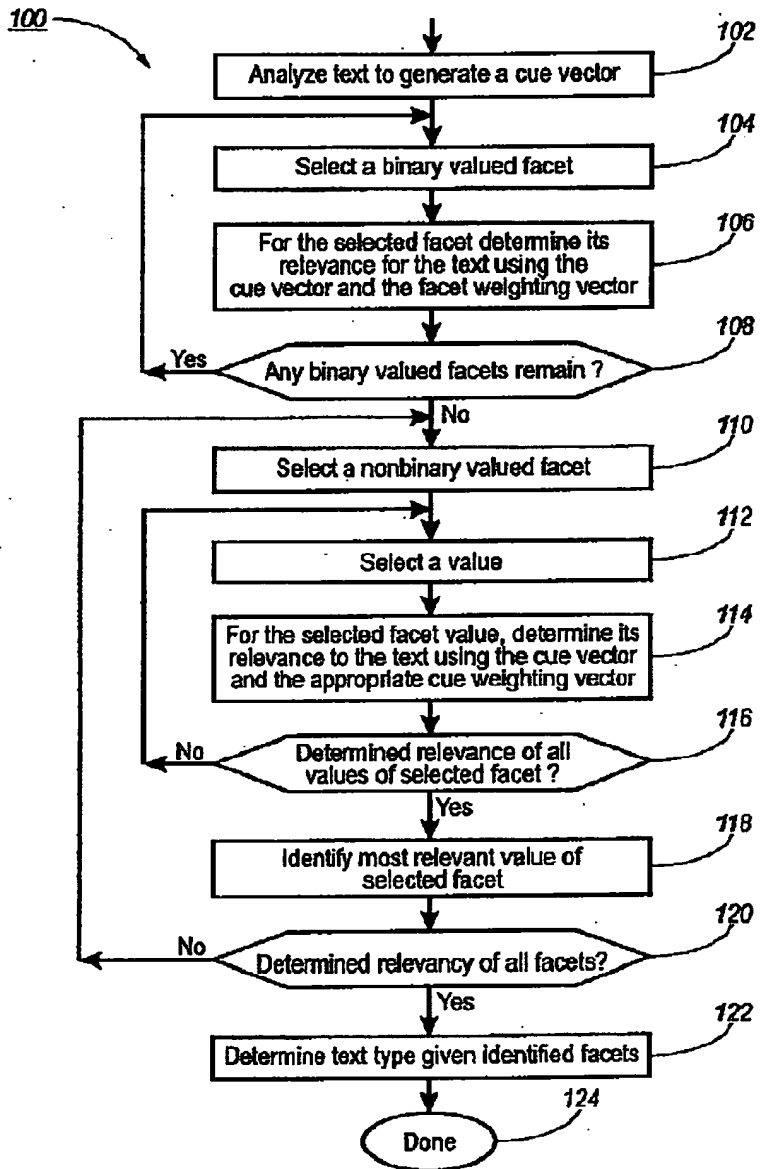 100
102
Analyze text to generate a cue vector
104
Select a binary valued facet
106
For the selected facet determine its
relevance for the text using the
cue vector and the facet weighting vector
108
Yes
Any binary valued facets remain ?
No
110
Select a nonbinary valued facet
112
Select a value
114
For the selected facet value, determine its
relevance to the text using the cue vector
and the appropriate cue weighting vector
116
No
Determined relevance of all
values of selected facet ?
Yes
118
Identify most relevant value of
selected facet
120
No
Determined relevancy of all facets?
Yes
122
Determine text type given identified facets
124
Done